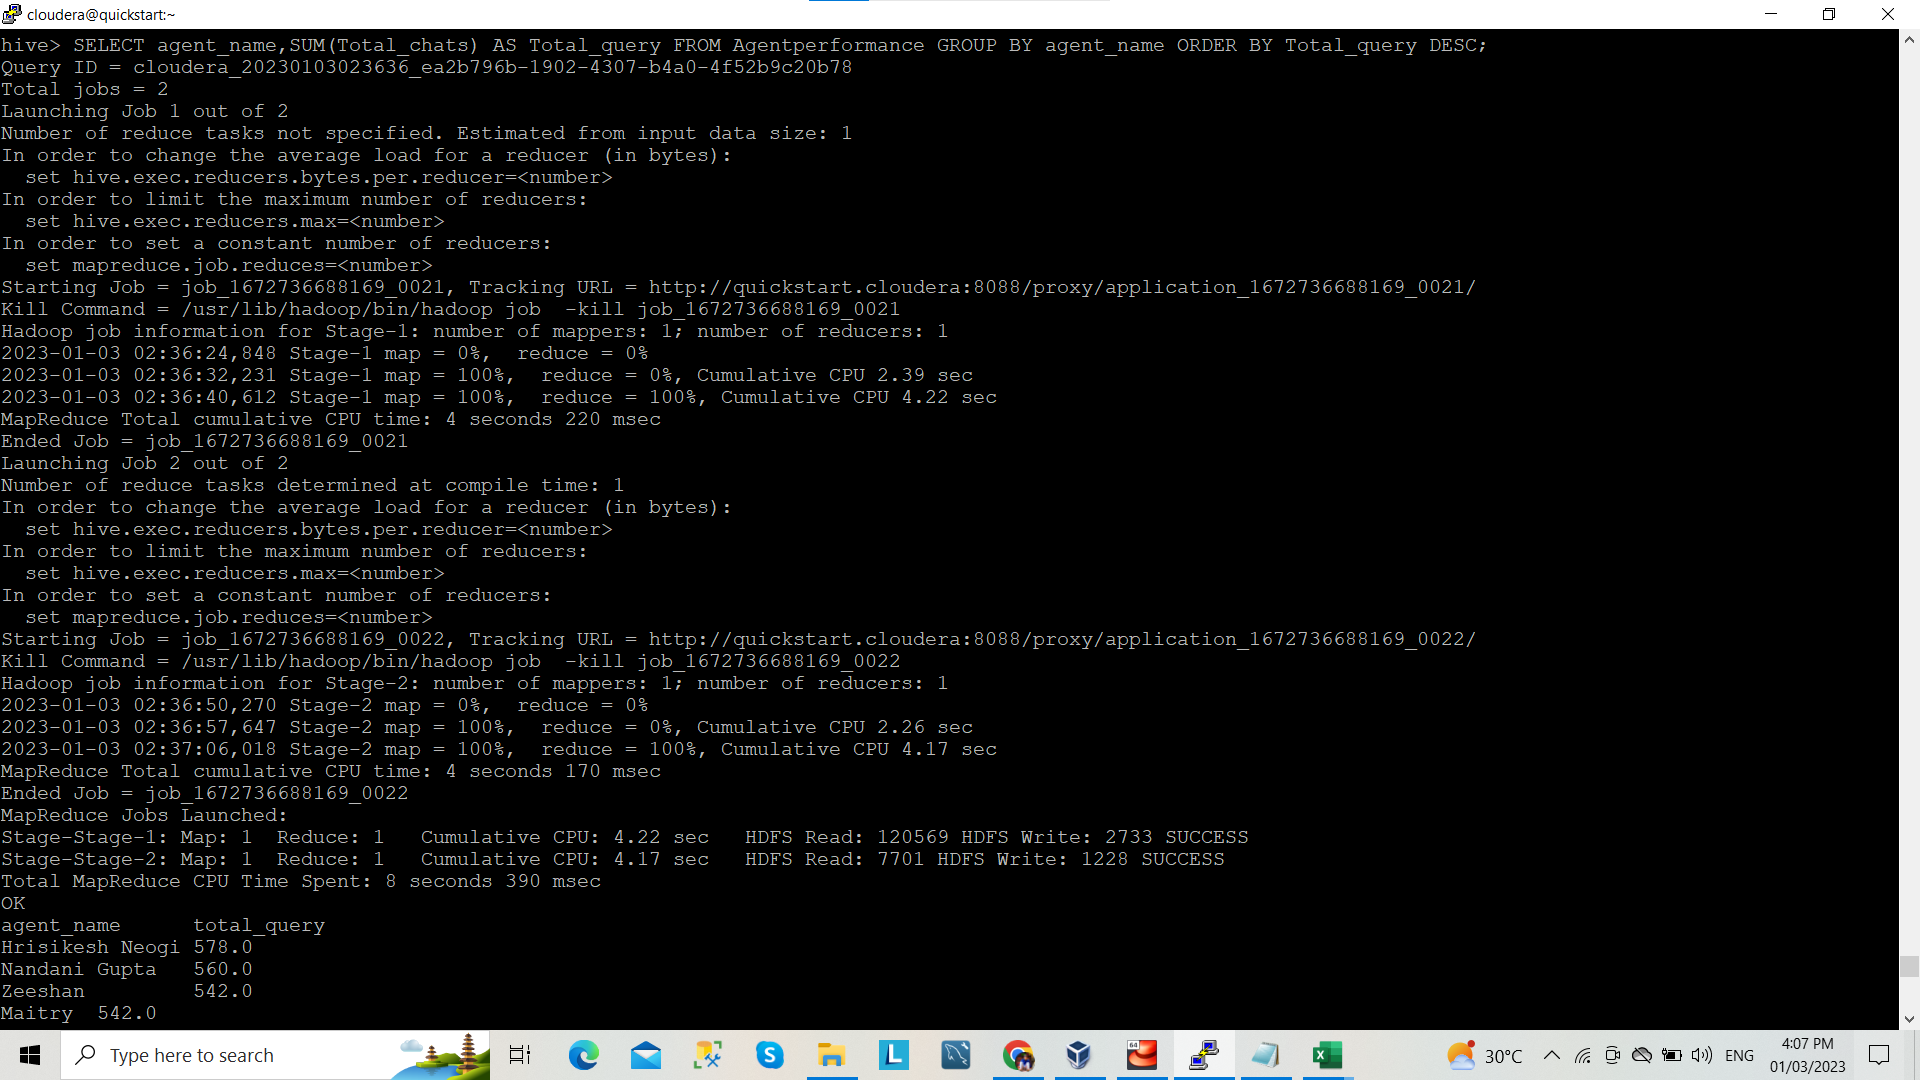 cloudera@quickstart:~
hive> SELECT agent_name,SUM(Total_chats) AS Total_query FROM Agentperformance GROUP BY agent_name ORDER BY Total_query DESC;
Query ID = cloudera_20230103023636_ea2b796b-1902-4307-b4a0-4f52b9c20b78
Total jobs = 2
Launching Job 1 out of 2
Number of reduce tasks not specified. Estimated from input data size: 1
In order to change the average load for a reducer (in bytes):
  set hive.exec.reducers.bytes.per.reducer=<number>
In order to limit the maximum number of reducers:
  set hive.exec.reducers.max=<number>
In order to set a constant number of reducers:
  set mapreduce.job.reduces=<number>
Starting Job = job_1672736688169_0021, Tracking URL = http://quickstart.cloudera:8088/proxy/application_1672736688169_0021/
Kill Command = /usr/lib/hadoop/bin/hadoop job  -kill job_1672736688169_0021
Hadoop job information for Stage-1: number of mappers: 1; number of reducers: 1
2023-01-03 02:36:24,848 Stage-1 map = 0%,  reduce = 0%
2023-01-03 02:36:32,231 Stage-1 map = 100%,  reduce = 0%, Cumulative CPU 2.39 sec
2023-01-03 02:36:40,612 Stage-1 map = 100%,  reduce = 100%, Cumulative CPU 4.22 sec
MapReduce Total cumulative CPU time: 4 seconds 220 msec
Ended Job = job_1672736688169_0021
Launching Job 2 out of 2
Number of reduce tasks determined at compile time: 1
In order to change the average load for a reducer (in bytes):
  set hive.exec.reducers.bytes.per.reducer=<number>
In order to limit the maximum number of reducers:
  set hive.exec.reducers.max=<number>
In order to set a constant number of reducers:
  set mapreduce.job.reduces=<number>
Starting Job = job_1672736688169_0022, Tracking URL = http://quickstart.cloudera:8088/proxy/application_1672736688169_0022/
Kill Command = /usr/lib/hadoop/bin/hadoop job  -kill job_1672736688169_0022
Hadoop job information for Stage-2: number of mappers: 1; number of reducers: 1
2023-01-03 02:36:50,270 Stage-2 map = 0%,  reduce = 0%
2023-01-03 02:36:57,647 Stage-2 map = 100%,  reduce = 0%, Cumulative CPU 2.26 sec
2023-01-03 02:37:06,018 Stage-2 map = 100%,  reduce = 100%, Cumulative CPU 4.17 sec
MapReduce Total cumulative CPU time: 4 seconds 170 msec
Ended Job = job_1672736688169_0022
MapReduce Jobs Launched:
Stage-Stage-1: Map: 1  Reduce: 1   Cumulative CPU: 4.22 sec   HDFS Read: 120569 HDFS Write: 2733 SUCCESS
Stage-Stage-2: Map: 1  Reduce: 1   Cumulative CPU: 4.17 sec   HDFS Read: 7701 HDFS Write: 1228 SUCCESS
Total MapReduce CPU Time Spent: 8 seconds 390 msec
OK
agent_name      total_query
Hrisikesh Neogi 578.0
Nandani Gupta   560.0
Zeeshan         542.0
Maitry  542.0
Type here to search
30°C
ENG
4:07 PM
01/03/2023